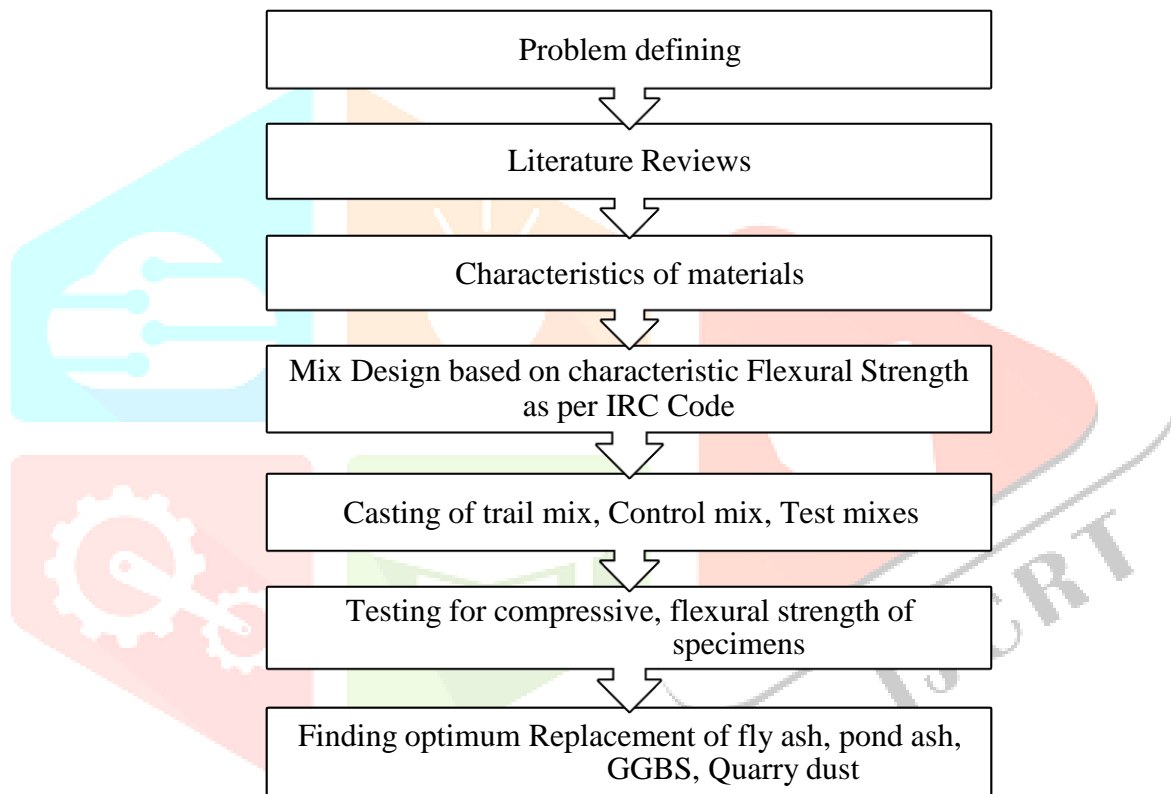 Problem defining
Literature Reviews
Characteristics of materials
Mix Design based on characteristic Flexural Strength
as per IRC Code
Casting of trail mix, Control mix, Test mixes
Testing for compressive, flexural strength of
specimens
Finding optimum Replacement of fly ash, pond ash,
GGBS, Quarry dust
IJCRT